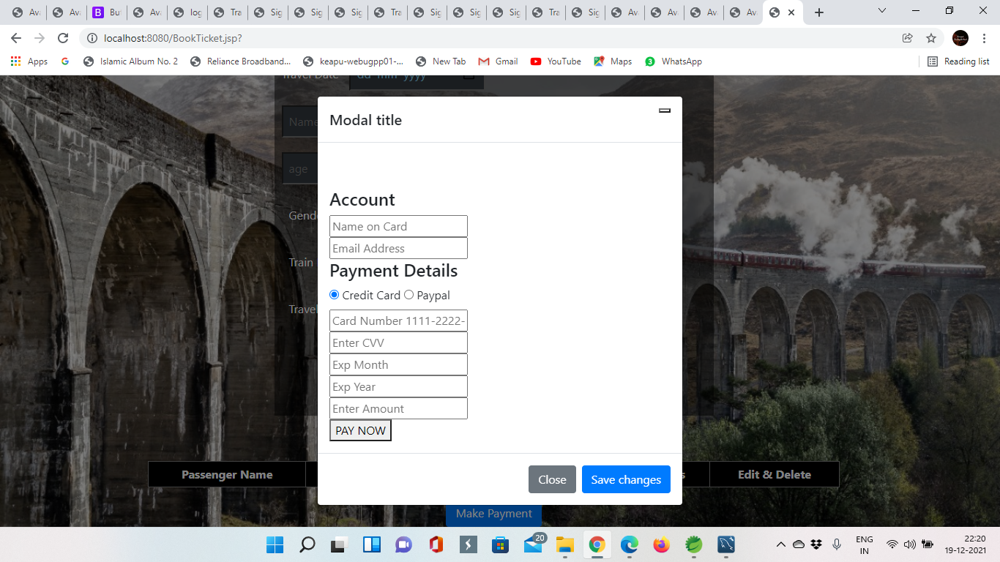 Ava
Ava
B
Bu
Ava
log
Tra
Sig
Sig
Sig
Tra
Sig
Sig
Sig
Tra
Sig
Av
Av
Av
Av
localhost:8080/BookTicket.jsp?
Apps
Islamic Album No. 2
Reliance Broadband...
keapu-webugpp01-...
New Tab
Gmail
YouTube
Maps
3
WhatsApp
Reading list
Travel Date
dd-mm-yyyy
Modal title
Name
age
Account
Gende
Name on Card
Email Address
Train
Payment Details
Credit Card
Paypal
Travel
Card Number 1111-2222-
Enter CVV
Exp Month
Exp Year
Enter Amount
PAY NOW
Passenger Name
Close
Save changes
s
Edit & Delete
Make Payment
20
ENG
IN
22:20
19-12-2021